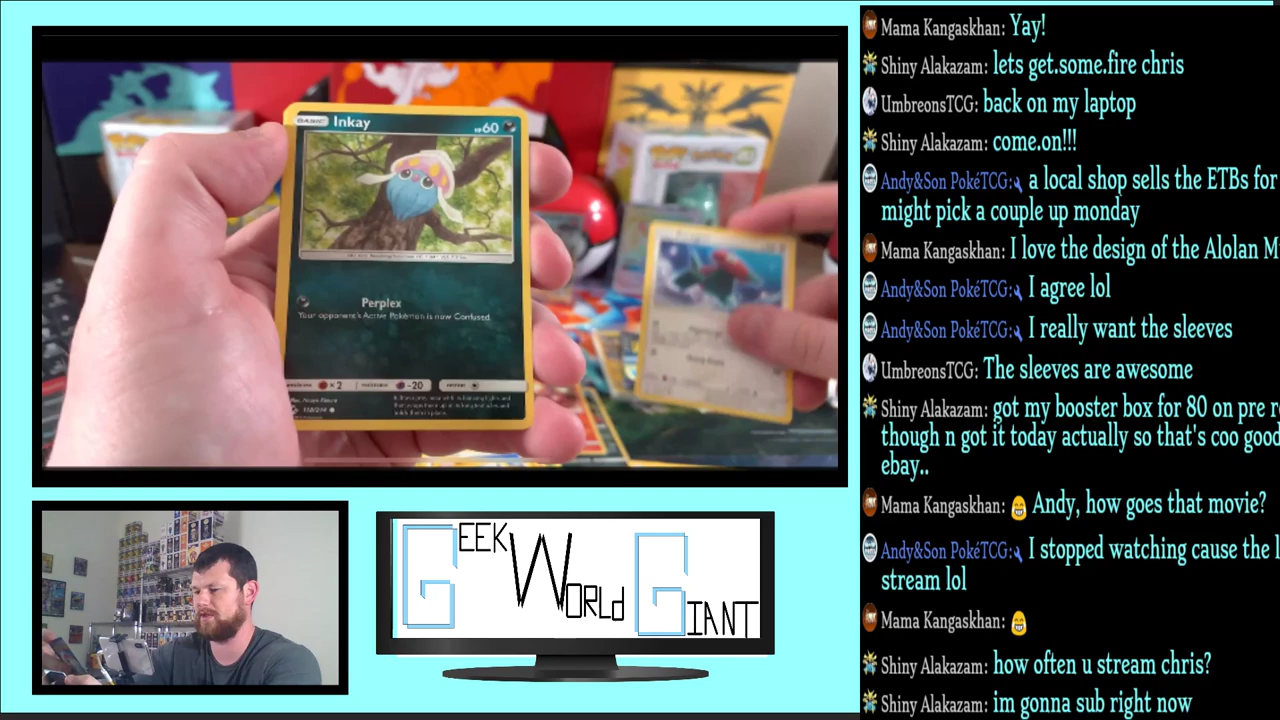 BASIC Inkay HP60
Perplex
Your opponent's Active Pokémon is now Confused.
× 2
-20
GEEK
WORLD
GIANT
Mama Kangaskhan: Yay!
Shiny Alakazam: lets get.some.fire chris
UmbreonsTCG: back on my laptop
Shiny Alakazam: come.on!!!
Andy&Son PokéTCG: a local shop sells the ETBs for
might pick a couple up monday
Mama Kangaskhan: I love the design of the Alolan M
Andy&Son PokéTCG: I agree lol
Andy&Son PokéTCG: I really want the sleeves
UmbreonsTCG: The sleeves are awesome
Shiny Alakazam: got my booster box for 80 on pre r
though n got it today actually so that's coo good
ebay..
Mama Kangaskhan: 😁 Andy, how goes that movie?
Andy&Son PokéTCG: I stopped watching cause the l
stream lol
Mama Kangaskhan: 😁
Shiny Alakazam: how often u stream chris?
Shiny Alakazam: im gonna sub right now